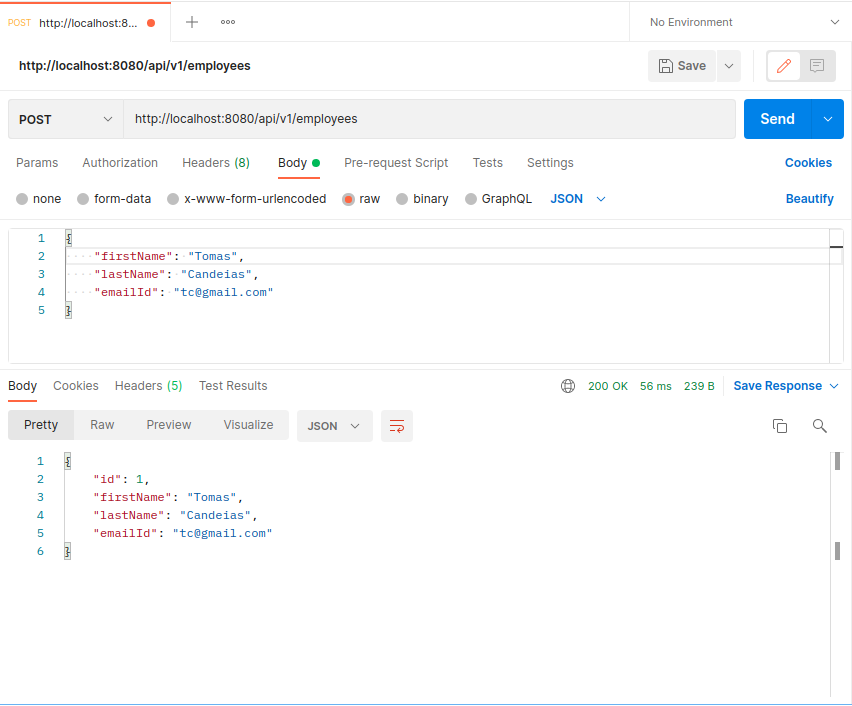 POST http://localhost:8... No Environment
http://localhost:8080/api/v1/employees Save
POST http://localhost:8080/api/v1/employees Send
Params Authorization Headers (8) Body Pre-request Script Tests Settings Cookies
none form-data x-www-form-urlencoded raw binary GraphQL JSON Beautify
1 {
2 "firstName": "Tomas",
3 "lastName": "Candeias",
4 "emailId": "tc@gmail.com"
5 }
Body Cookies Headers (5) Test Results 200 OK 56 ms 239 B Save Response
Pretty Raw Preview Visualize JSON
1 {
2 "id": 1,
3 "firstName": "Tomas",
4 "lastName": "Candeias",
5 "emailId": "tc@gmail.com"
6 }